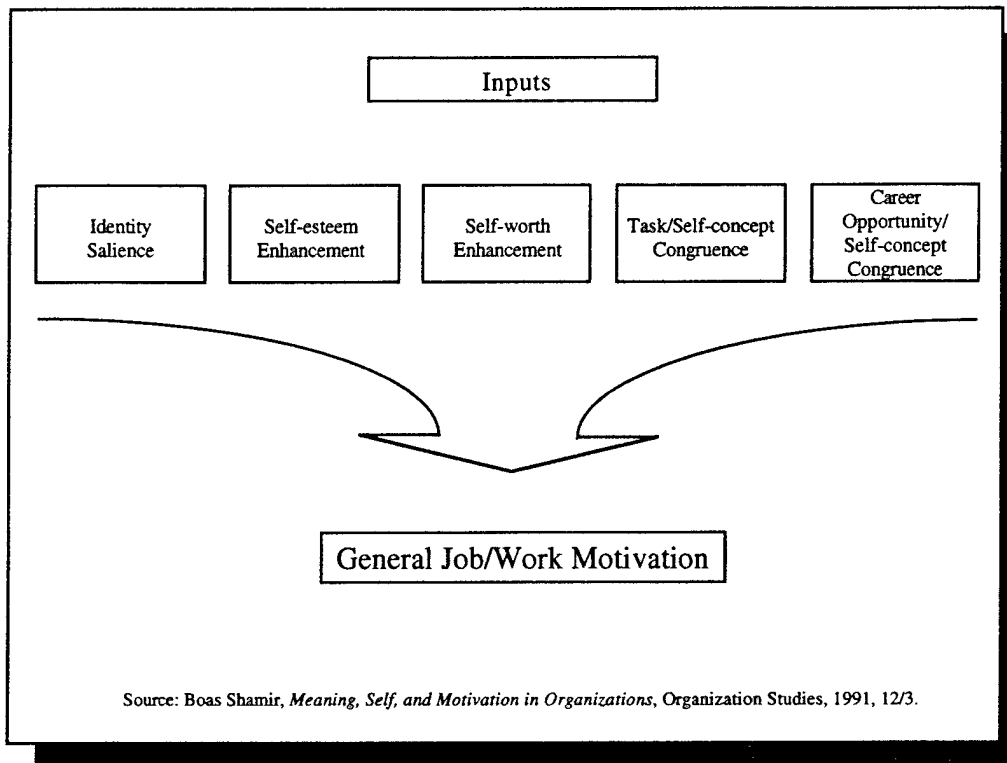 Inputs
Identity
Salience
Self-esteem
Enhancement
Self-worth
Enhancement
Task/Self-concept
Congruence
Career
Opportunity/
Self-concept
Congruence
General Job/Work Motivation
Source: Boas Shamir, Meaning, Self, and Motivation in Organizations, Organization Studies, 1991, 12/3.